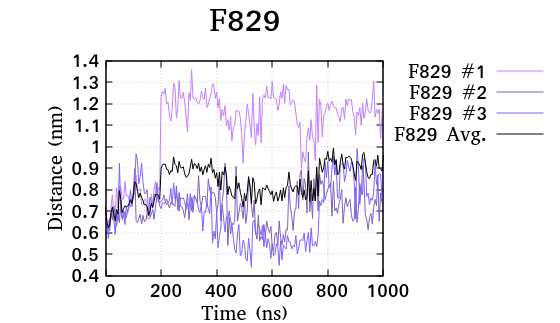 F829
1.4
1.3
1.2
1.1
1
0.9
0.8
0.7
0.6
0.5
0.4
Distance (nm)
0 200 400 600 800 1000
Time (ns)
F829 #1
F829 #2
F829 #3
F829 Avg.